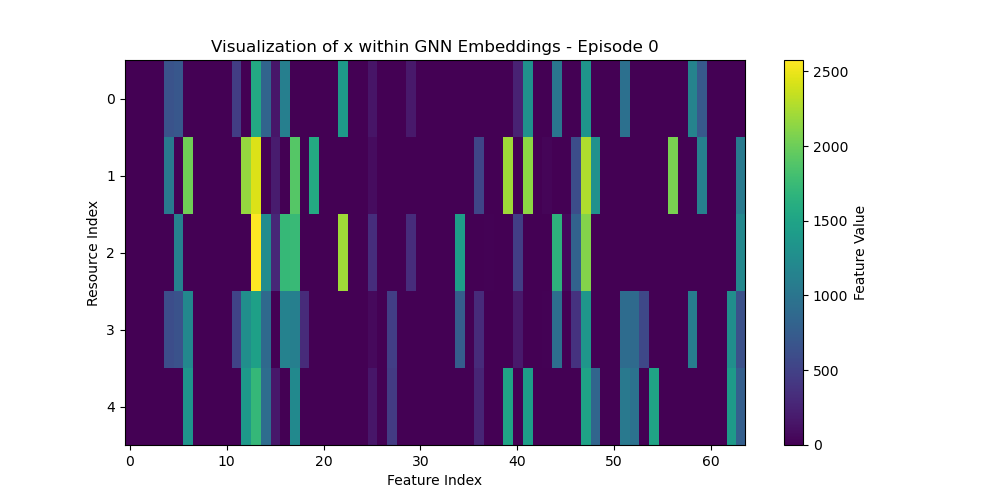 Visualization of x within GNN Embeddings - Episode 0
Resource Index
0
1
2
3
4
0 10 20 30 40 50 60
Feature Index
2500
2000
1500
1000
500
0
Feature Value